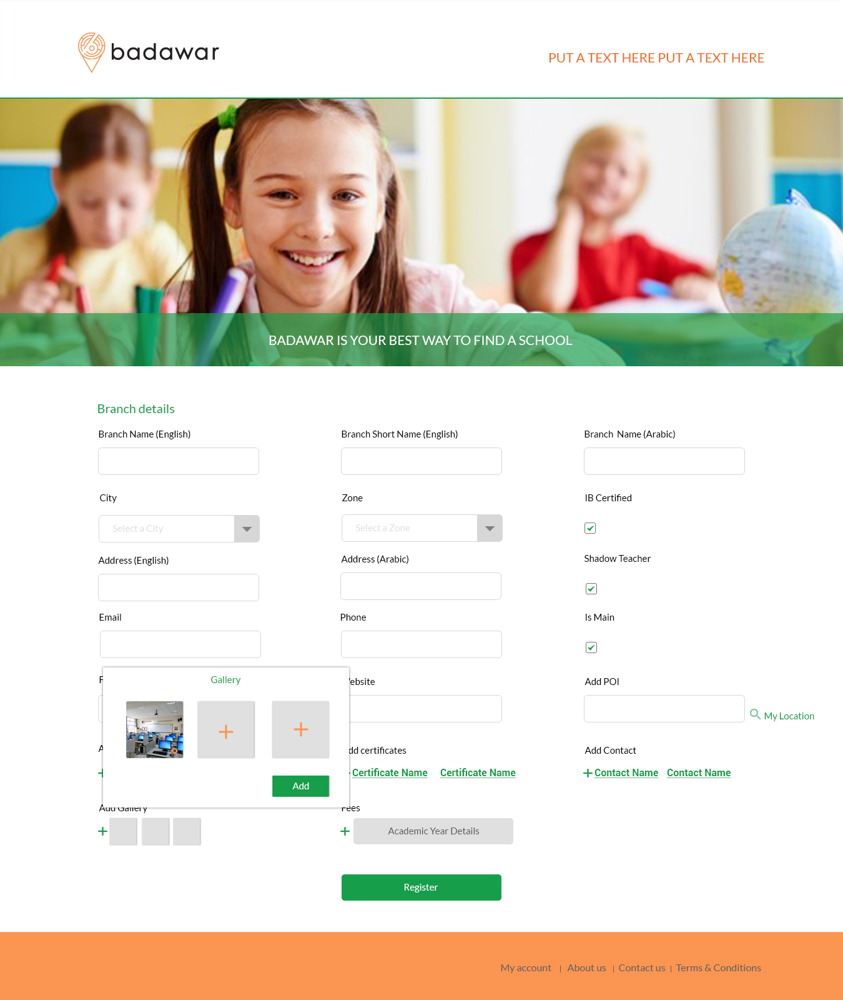 badawar
PUT A TEXT HERE PUT A TEXT HERE
BADAWAR IS YOUR BEST WAY TO FIND A SCHOOL
Branch details
Branch Name (English)
Branch Short Name (English)
Branch Name (Arabic)
City
Zone
IB Certified
Select a City
Select a Zone
Address (English)
Address (Arabic)
Shadow Teacher
Email
Phone
Is Main
Gallery
ebsite
Add POI
My Location
dd certificates
Add Contact
Certificate Name Certificate Name
Contact Name Contact Name
Add
Add Gallery
Fees
Academic Year Details
Register
My account | About us | Contact us | Terms & Conditions